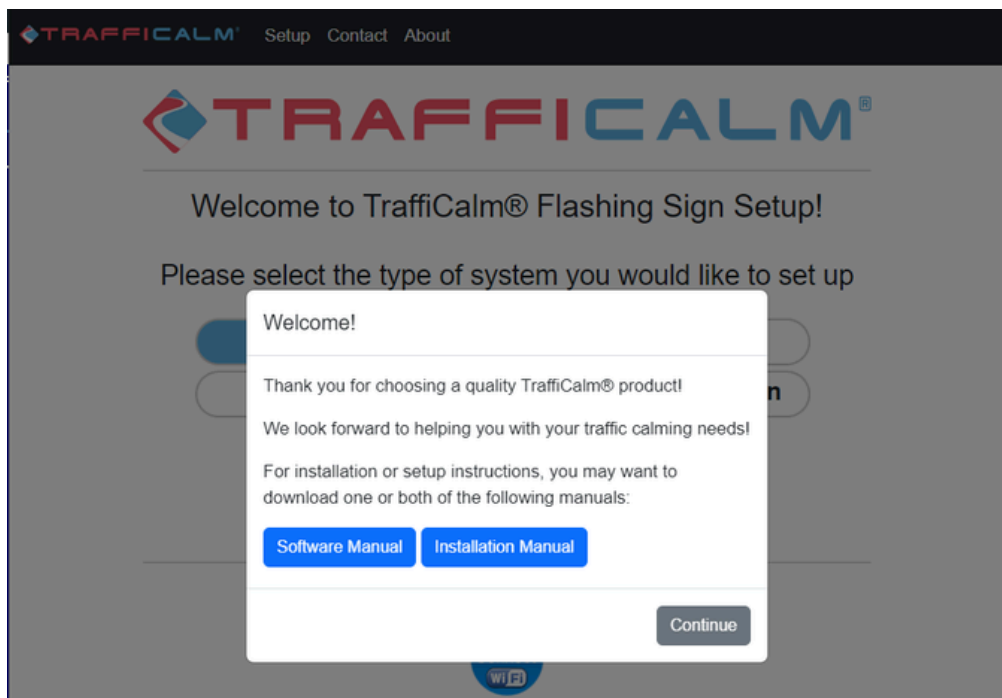 TRAFFICALM® Setup Contact About
TRAFFICALM®
Welcome to TraffiCalm® Flashing Sign Setup!
Please select the type of system you would like to set up
Welcome!
n
Thank you for choosing a quality TraffiCalm® product!
We look forward to helping you with your traffic calming needs!
For installation or setup instructions, you may want to
download one or both of the following manuals:
Software Manual Installation Manual
Continue
WiFi